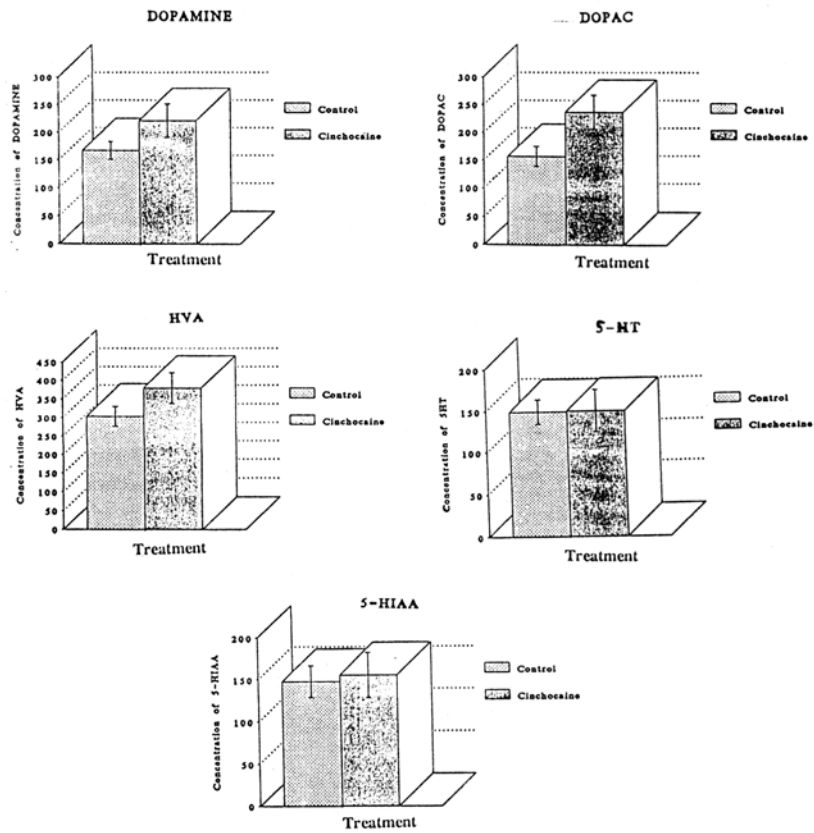 DOPAMINE
Concentration of DOPAMINE
300
250
200
150
100
50
0
Control
Cinchocaine
Treatment
DOPAC
Concentration of DOPAC
300
250
200
150
100
50
0
Control
Cinchocaine
Treatment
HVA
Concentration of HVA
450
400
350
300
250
200
150
100
50
0
Control
Cinchocaine
Treatment
5-HT
Concentration of 5HT
200
150
100
50
0
Control
Cinchocaine
Treatment
5-HIAA
Concentration of 5-HIAA
200
150
100
50
0
Control
Cinchocaine
Treatment